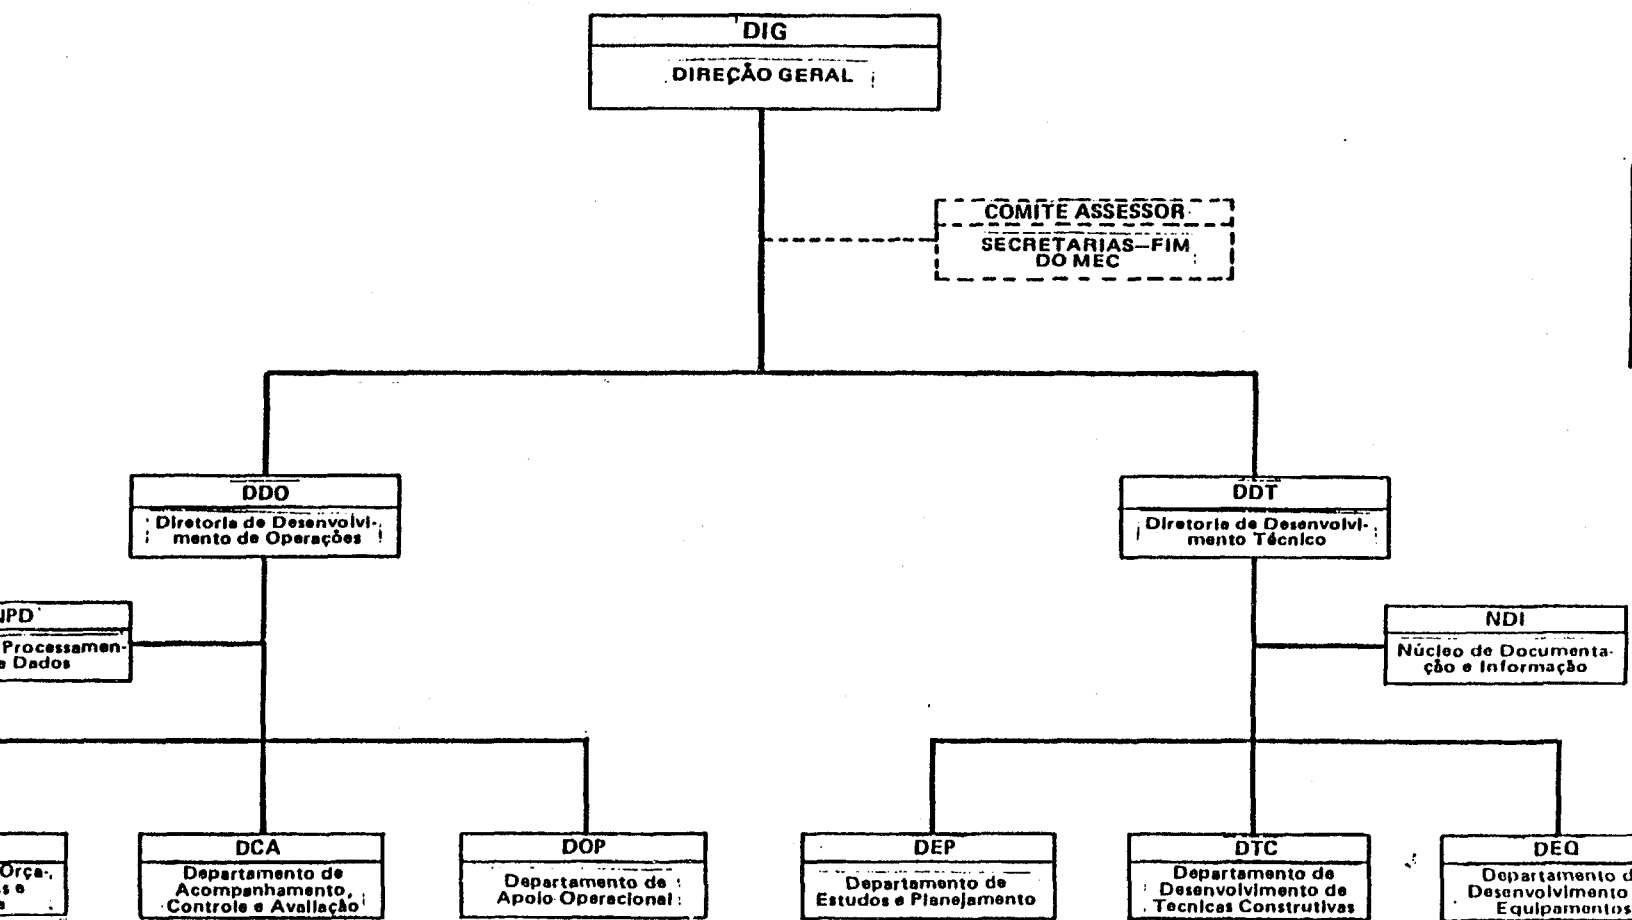 DIG
DIREÇÃO GERAL
COMITE ASSESSOR
SECRETARIAS—FIM
DO MEC
DDO
Diretoria de Desenvolvi-
mento de Operações
DDT
Diretoria de Desenvolvi-
mento Técnico
Processamen-
Dados
NDI
Núcleo de Documenta-
ção e Informação
Orça-
DCA
Departamento de
Acompanhamento,
Controle e Avaliação
DOP
Departamento de
Apoio Operacional
DEP
Departamento de
Estudos e Planejamento
DTC
Departamento de
Desenvolvimento de
Tecnicas Construtivas
DEQ
Departamento
Desenvolvimento
Equipamentos